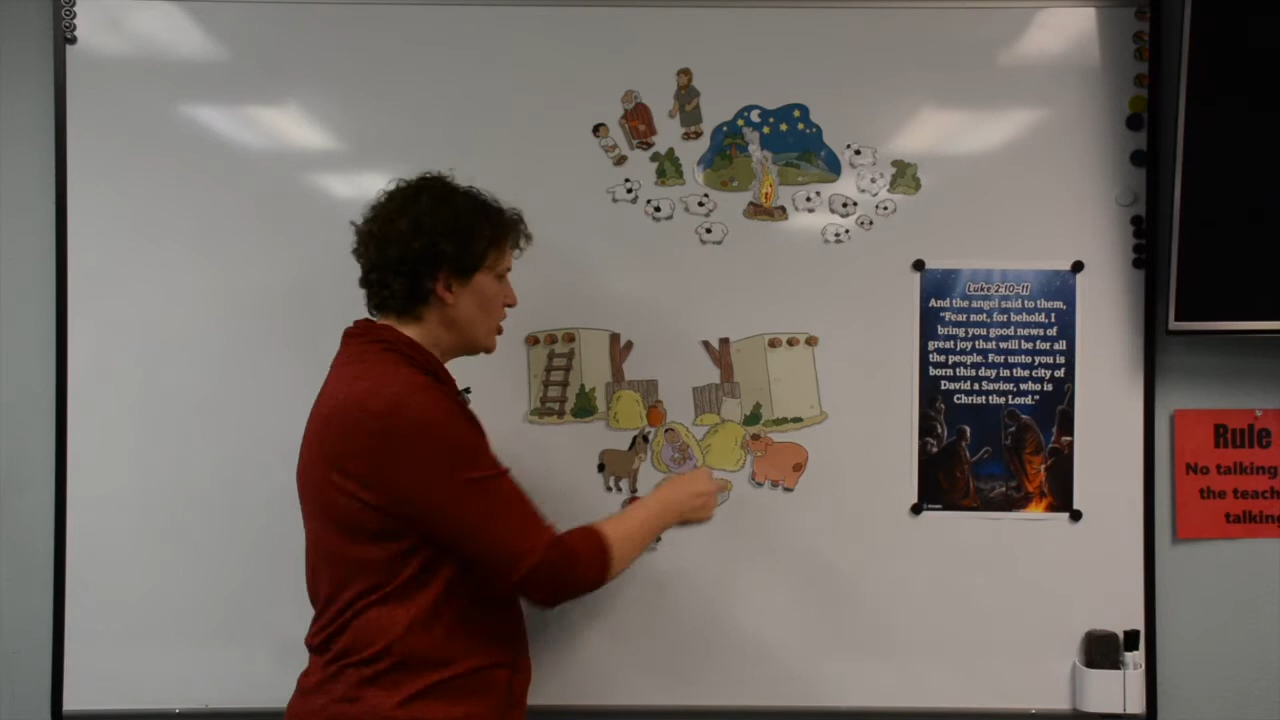 Luke 2:10-11
And the angel said to them,
"Fear not, for behold, I
bring you good news of
great joy that will be for all
the people. For unto you is
born this day in the city of
David a Savior, who is
Christ the Lord."
Rule
No talking
the teach
talkin